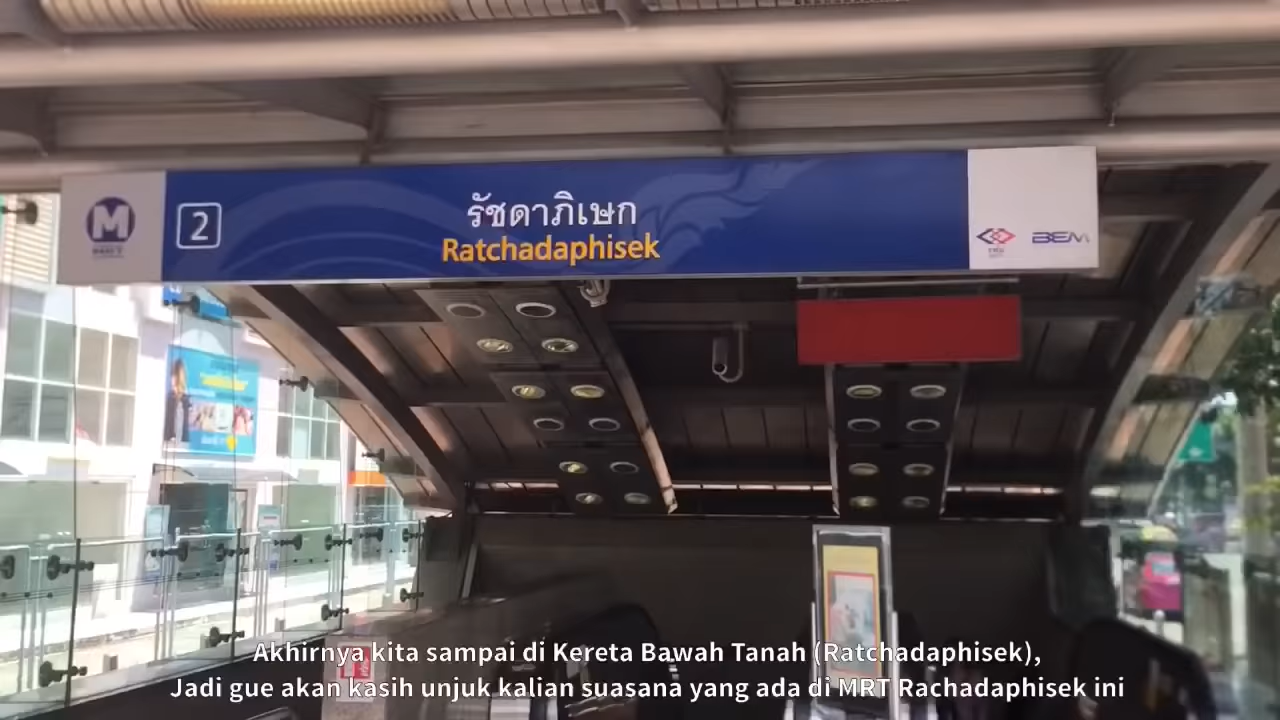 M
2
รัชดาภิเษก
Ratchadaphisek
BEM
Akhirnya kita sampai di Kereta Bawah Tanah (Ratchadaphisek),
Jadi gue akan kasih unjuk kalian suasana yang ada di MRT Rachadaphisek ini